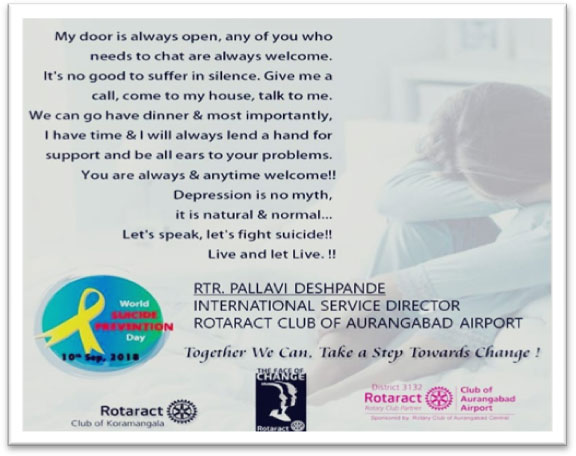 My door is always open, any of you who
needs to chat are always welcome.
It's no good to suffer in silence. Give me a
call, come to my house, talk to me.
We can go have dinner & most importantly,
I have time & I will always lend a hand for
support and be all ears to your problems.
You are always & anytime welcome!!
Depression is no myth,
it is natural & normal...
Let's speak, let's fight suicide!!
Live and let Live. !!
World
SUICIDE
PREVENTION
Day
10th Sep, 2018
RTR. PALLAVI DESHPANDE
INTERNATIONAL SERVICE DIRECTOR
ROTARACT CLUB OF AURANGABAD AIRPORT
Together We Can, Take a Step Towards Change !
Rotaract
Club of Koramangala
THE FACE OF
CHANGE
Rotaract
District 3132
Rotaract
Rotary Club Partner
Club of
Aurangabad
Airport
Sponsored by Rotary Club of Aurangabad Central